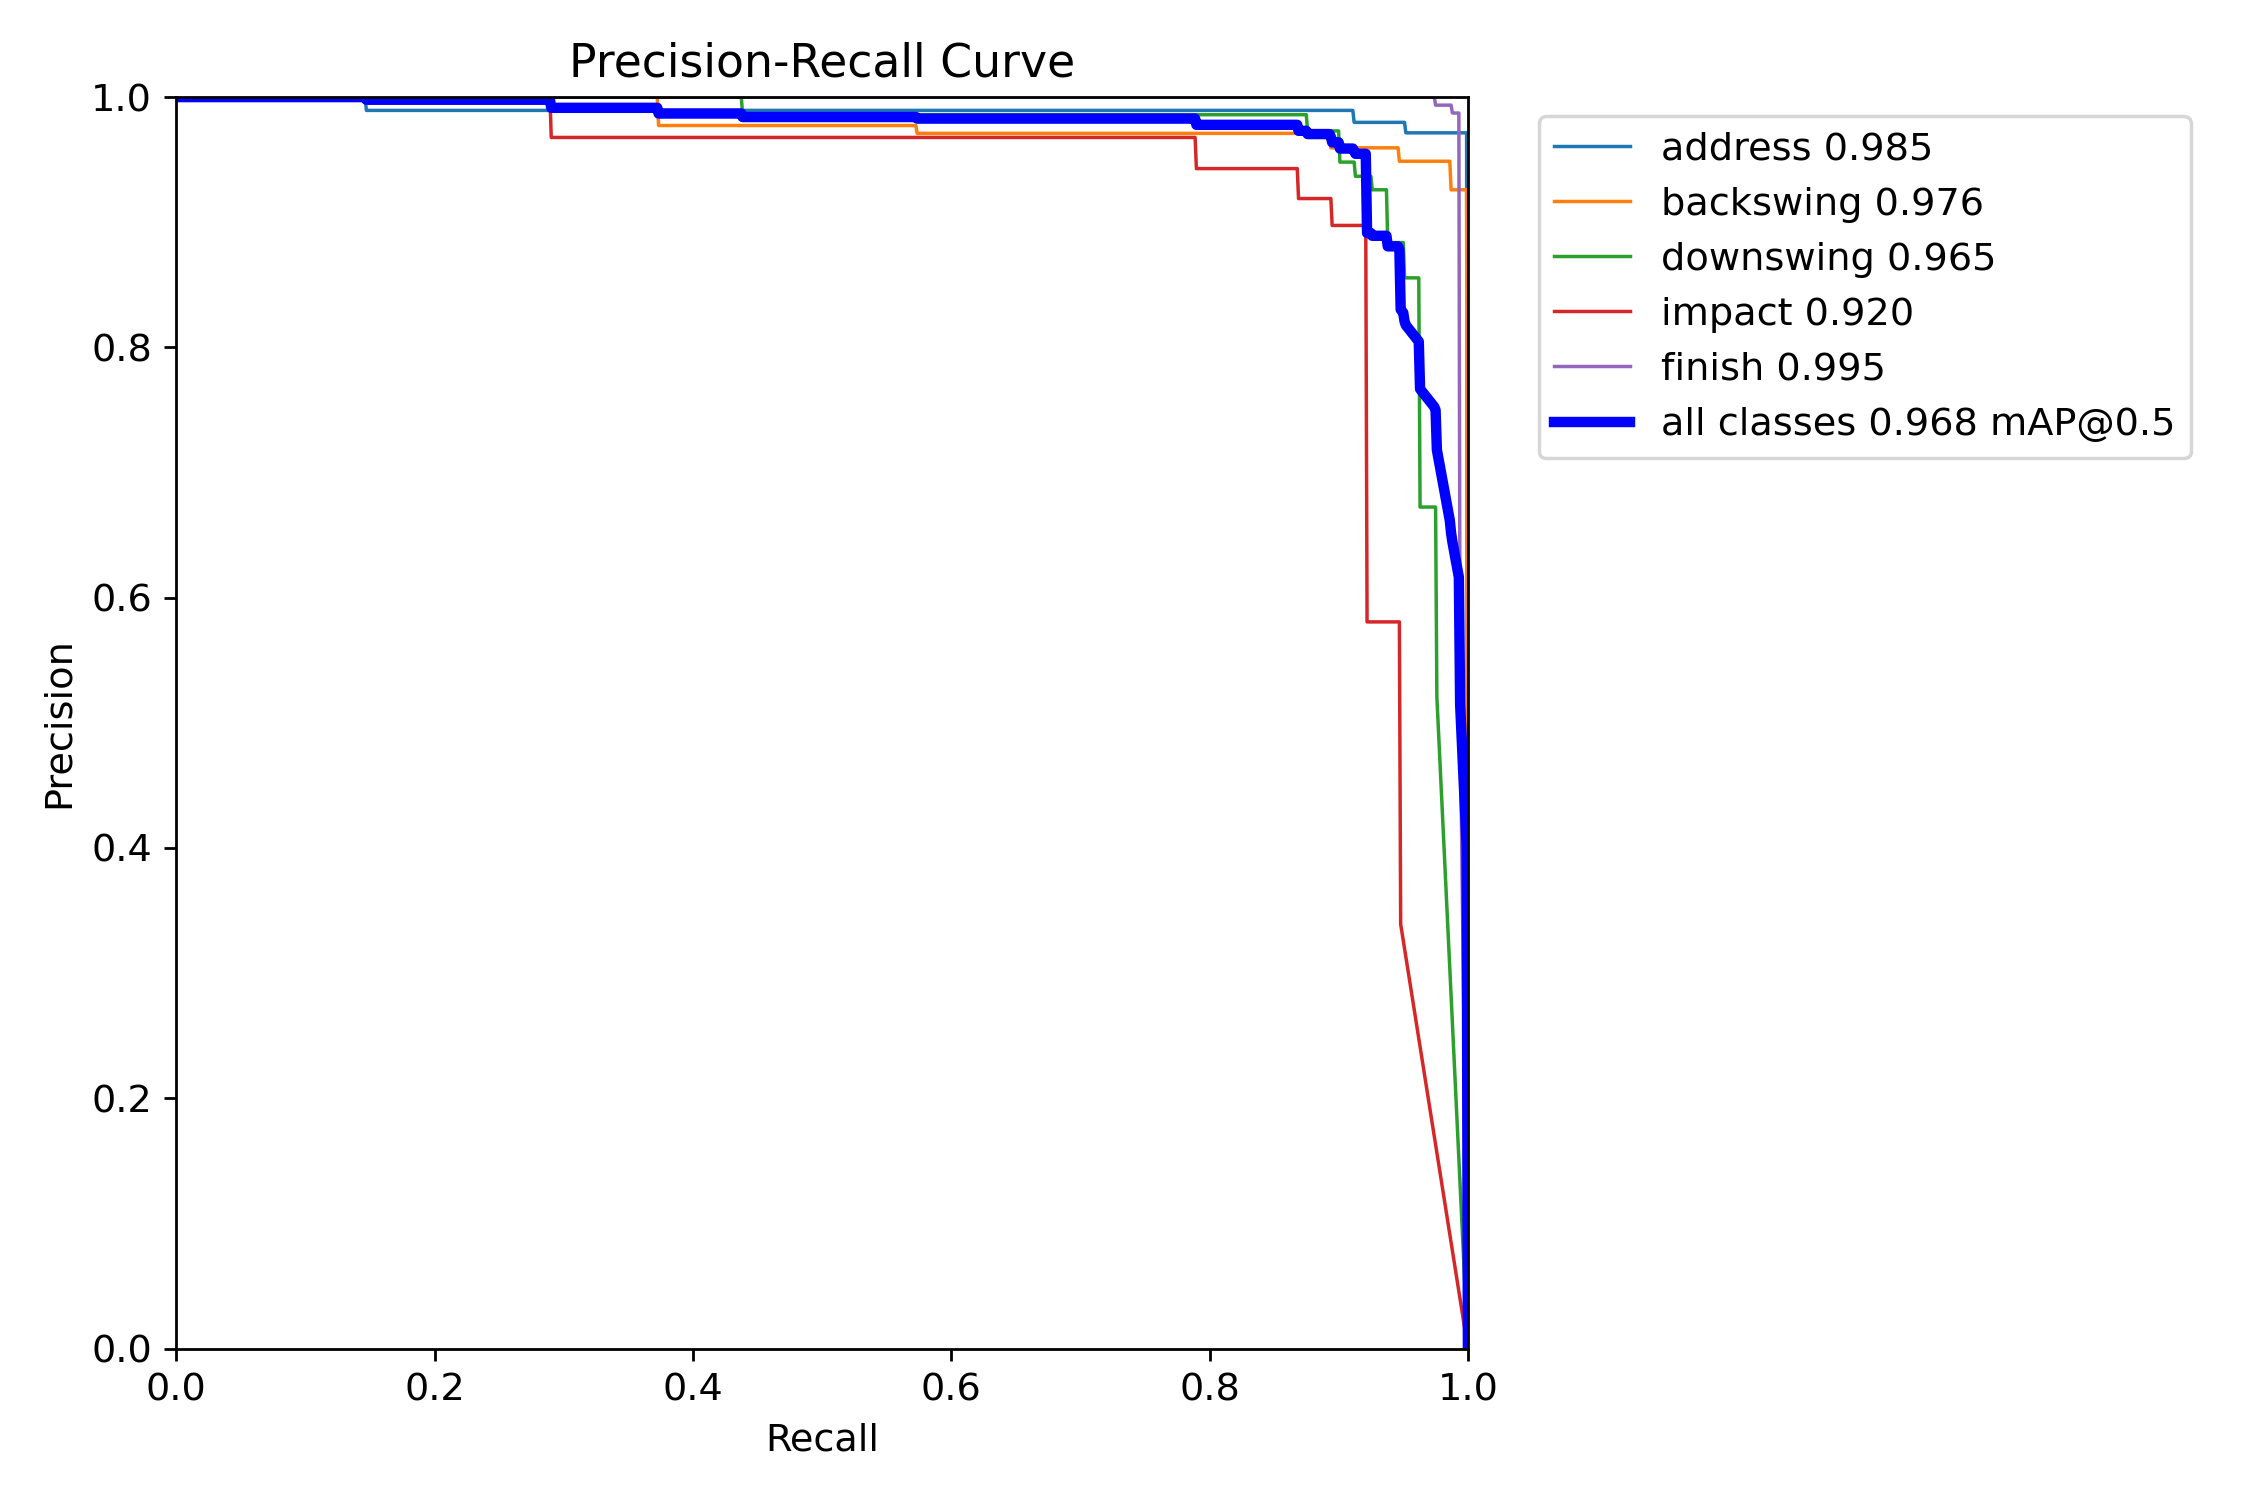 Precision-Recall Curve
1.0
0.8
0.6
0.4
0.2
0.0
Precision
0.0 0.2 0.4 0.6 0.8 1.0
Recall
address 0.985
backswing 0.976
downswing 0.965
impact 0.920
finish 0.995
all classes 0.968 mAP@0.5